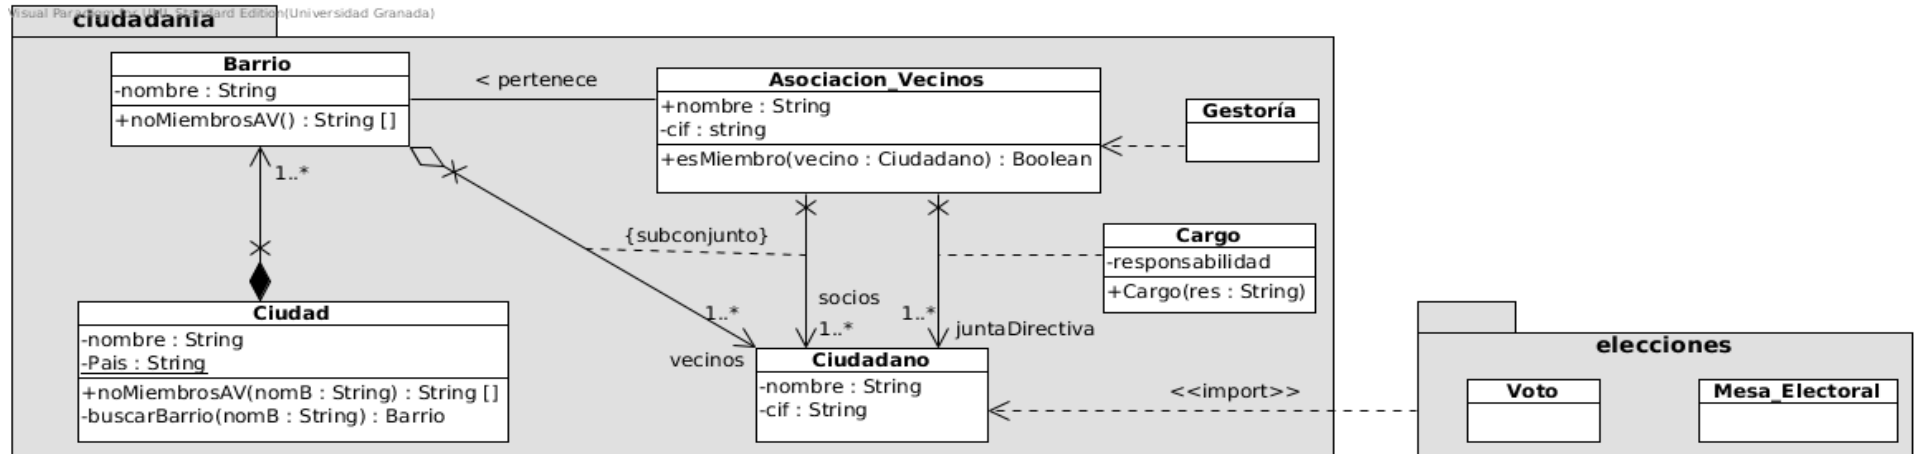 Visual Paradigm for UML Standard Edition(Universidad Granada)
ciudadania
Barrio
-nombre : String
+noMiembrosAV() : String []
< pertenece
Asociacion_Vecinos
+nombre : String
-cif : string
+esMiembro(vecino : Ciudadano) : Boolean
Gestoría
1..*
{subconjunto}
Cargo
-responsabilidad
+Cargo(res : String)
Ciudad
-nombre : String
-Pais : String
+noMiembrosAV(nomB : String) : String []
-buscarBarrio(nomB : String) : Barrio
1..*
vecinos
socios
1..*
1..*
juntaDirectiva
Ciudadano
-nombre : String
-cif : String
<<import>>
elecciones
Voto
Mesa_Electoral